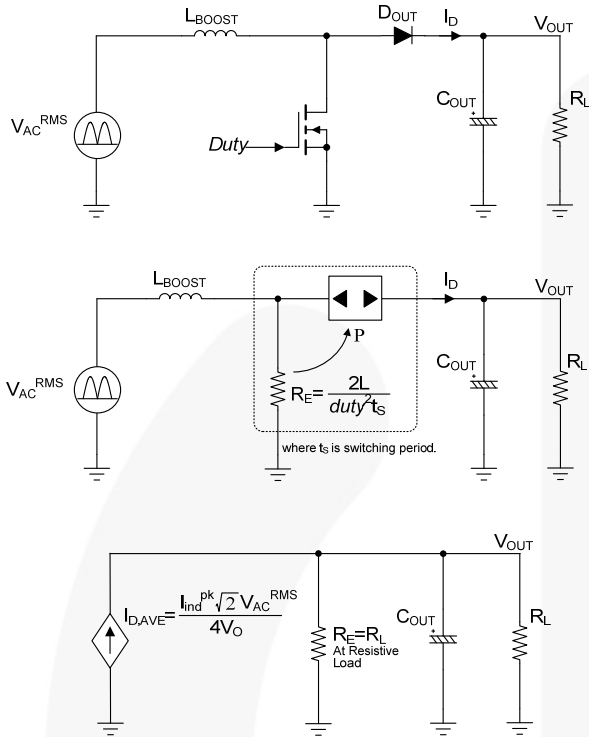 L_BOOST
D_OUT
I_D
V_OUT
V_AC^RMS
Duty
C_OUT
+
R_L
L_BOOST
I_D
V_OUT
P
V_AC^RMS
R_E= 2L / duty² t_S
C_OUT
+
R_L
where t_S is switching period.
V_OUT
I_D,AVE= I_ind^pk √2 V_AC^RMS / 4V_O
R_E=R_L
At Resistive
Load
C_OUT
+
R_L